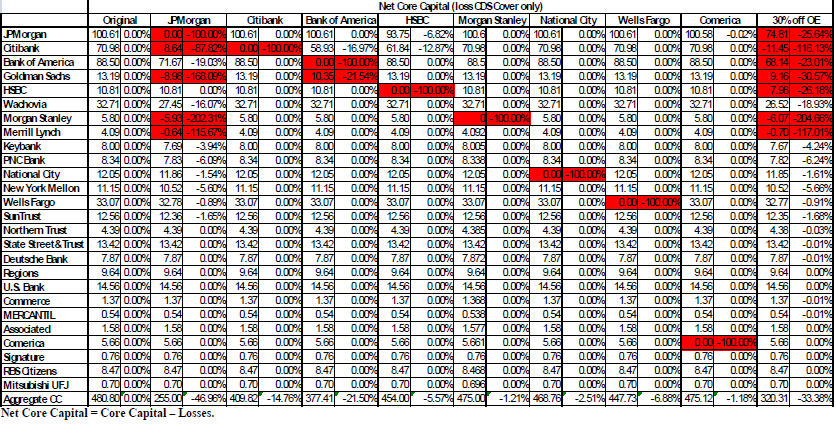 Net Core Capital (loss CDS Cover only)
Original JPMorgan Citibank Bank of America HSBC Morgan Stanley National City Wells Fargo Comerica 30% off OE
JPMorgan 100.61 0.00% 0.00 -100.00% 100.61 0.00% 100.61 0.00% 93.75 -6.82% 100.6 0.00% 100.61 0.00% 100.61 0.00% 100.58 -0.02% 74.81 -25.64%
Citibank 70.98 0.00% 8.64 -87.82% 0.00 -100.00% 58.93 -16.97% 61.84 -12.87% 70.98 0.00% 70.98 0.00% 70.98 0.00% 70.98 0.00% -11.45 -116.13%
Bank of America 88.50 0.00% 71.67 -19.03% 88.50 0.00% 0.00 -100.00% 88.50 0.00% 88.5 0.00% 88.50 0.00% 88.50 0.00% 88.50 0.00% 68.14 -23.01%
Goldman Sachs 13.19 0.00% -8.98 -168.09% 13.19 0.00% 10.35 -21.54% 13.19 0.00% 13.19 0.00% 13.19 0.00% 13.19 0.00% 13.19 0.00% 9.16 -30.57%
HSBC 10.81 0.00% 10.81 0.00% 10.81 0.00% 10.81 0.00% 0.00 -100.00% 10.81 0.00% 10.81 0.00% 10.81 0.00% 10.81 0.00% 7.98 -26.18%
Wachovia 32.71 0.00% 27.45 -16.07% 32.71 0.00% 32.71 0.00% 32.71 0.00% 32.71 0.00% 32.71 0.00% 32.71 0.00% 32.71 0.00% 26.52 -18.93%
Morgan Stanley 5.80 0.00% -5.93 -202.31% 5.80 0.00% 5.80 0.00% 5.80 0.00% 0 -100.00% 5.80 0.00% 5.80 0.00% 5.80 0.00% -6.07 -204.66%
Merrill Lynch 4.09 0.00% -0.64 -115.67% 4.09 0.00% 4.09 0.00% 4.09 0.00% 4.092 0.00% 4.09 0.00% 4.09 0.00% 4.09 0.00% -0.70 -117.01%
Keybank 8.00 0.00% 7.69 -3.94% 8.00 0.00% 8.00 0.00% 8.00 0.00% 8.005 0.00% 8.00 0.00% 8.00 0.00% 8.00 0.00% 7.67 -4.24%
PNC Bank 8.34 0.00% 7.83 -6.09% 8.34 0.00% 8.34 0.00% 8.34 0.00% 8.338 0.00% 8.34 0.00% 8.34 0.00% 8.34 0.00% 7.82 -6.24%
National City 12.05 0.00% 11.86 -1.54% 12.05 0.00% 12.05 0.00% 12.05 0.00% 12.05 0.00% 0.00 -100.00% 12.05 0.00% 12.05 0.00% 11.85 -1.61%
New York Mellon 11.15 0.00% 10.52 -5.60% 11.15 0.00% 11.15 0.00% 11.15 0.00% 11.15 0.00% 11.15 0.00% 11.15 0.00% 11.15 0.00% 10.52 -5.66%
Wells Fargo 33.07 0.00% 32.78 -0.89% 33.07 0.00% 33.07 0.00% 33.07 0.00% 33.07 0.00% 33.07 0.00% 0.00 -100.00% 33.07 0.00% 32.77 -0.91%
SunTrust 12.56 0.00% 12.36 -1.65% 12.56 0.00% 12.56 0.00% 12.56 0.00% 12.56 0.00% 12.56 0.00% 12.56 0.00% 12.56 0.00% 12.35 -1.68%
Northern Trust 4.39 0.00% 4.39 0.00% 4.39 0.00% 4.39 0.00% 4.39 0.00% 4.385 0.00% 4.39 0.00% 4.39 0.00% 4.39 0.00% 4.38 -0.03%
State Street & Trust 13.42 0.00% 13.42 0.00% 13.42 0.00% 13.42 0.00% 13.42 0.00% 13.42 0.00% 13.42 0.00% 13.42 0.00% 13.42 0.00% 13.42 -0.01%
Deutsche Bank 7.87 0.00% 7.87 0.00% 7.87 0.00% 7.87 0.00% 7.87 0.00% 7.872 0.00% 7.87 0.00% 7.87 0.00% 7.87 0.00% 7.87 -0.01%
Regions 9.64 0.00% 9.64 0.00% 9.64 0.00% 9.64 0.00% 9.64 0.00% 9.64 0.00% 9.64 0.00% 9.64 0.00% 9.64 0.00% 9.64 0.00%
U.S. Bank 14.56 0.00% 14.56 0.00% 14.56 0.00% 14.56 0.00% 14.56 0.00% 14.56 0.00% 14.56 0.00% 14.56 0.00% 14.56 0.00% 14.56 0.00%
Commerce 1.37 0.00% 1.37 0.00% 1.37 0.00% 1.37 0.00% 1.37 0.00% 1.368 0.00% 1.37 0.00% 1.37 0.00% 1.37 0.00% 1.37 -0.01%
MERCANTIL 0.54 0.00% 0.54 0.00% 0.54 0.00% 0.54 0.00% 0.54 0.00% 0.538 0.00% 0.54 0.00% 0.54 0.00% 0.54 0.00% 0.54 -0.01%
Associated 1.58 0.00% 1.58 0.00% 1.58 0.00% 1.58 0.00% 1.58 0.00% 1.577 0.00% 1.58 0.00% 1.58 0.00% 1.58 0.00% 1.58 0.00%
Comerica 5.66 0.00% 5.66 0.00% 5.66 0.00% 5.66 0.00% 5.66 0.00% 5.661 0.00% 5.66 0.00% 5.66 0.00% 0.00 -100.00% 5.66 0.00%
Signature 0.76 0.00% 0.76 0.00% 0.76 0.00% 0.76 0.00% 0.76 0.00% 0.76 0.00% 0.76 0.00% 0.76 0.00% 0.76 0.00% 0.76 0.00%
RBS Citizens 8.47 0.00% 8.47 0.00% 8.47 0.00% 8.47 0.00% 8.47 0.00% 8.468 0.00% 8.47 0.00% 8.47 0.00% 8.47 0.00% 8.47 0.00%
Mitsubishi UFJ 0.70 0.00% 0.70 0.00% 0.70 0.00% 0.70 0.00% 0.70 0.00% 0.696 0.00% 0.70 0.00% 0.70 0.00% 0.70 0.00% 0.70 0.00%
Aggregate CC 480.80 0.00% 255.00 -46.96% 409.82 -14.76% 377.41 -21.50% 454.00 -5.57% 475.00 -1.21% 468.76 -2.51% 447.73 -6.88% 475.12 -1.18% 320.31 -33.38%
Net Core Capital = Core Capital – Losses.